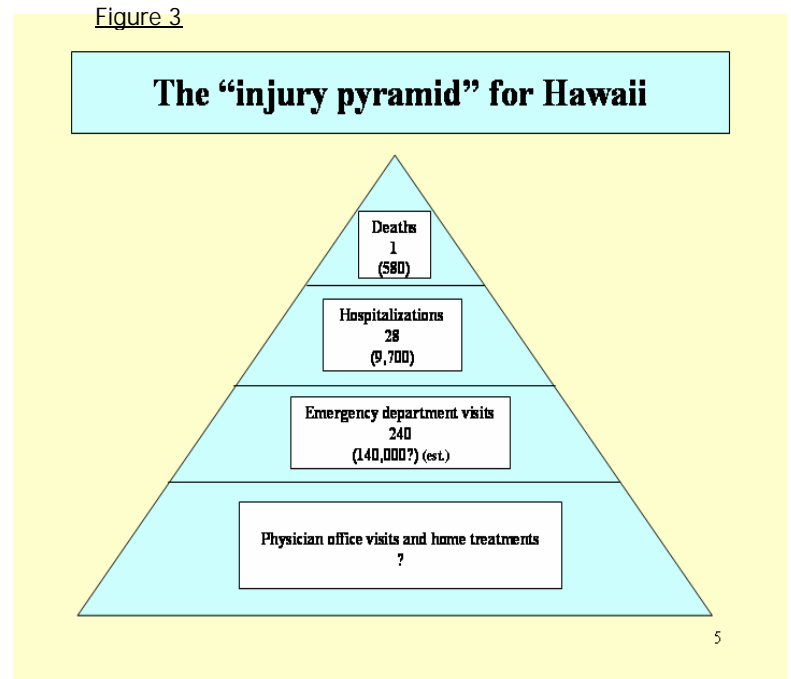 Figure 3
The “injury pyramid” for Hawaii
Deaths
1
(580)
Hospitalizations
28
(9,700)
Emergency department visits
240
(140,000?) (est.)
Physician office visits and home treatments
?
5